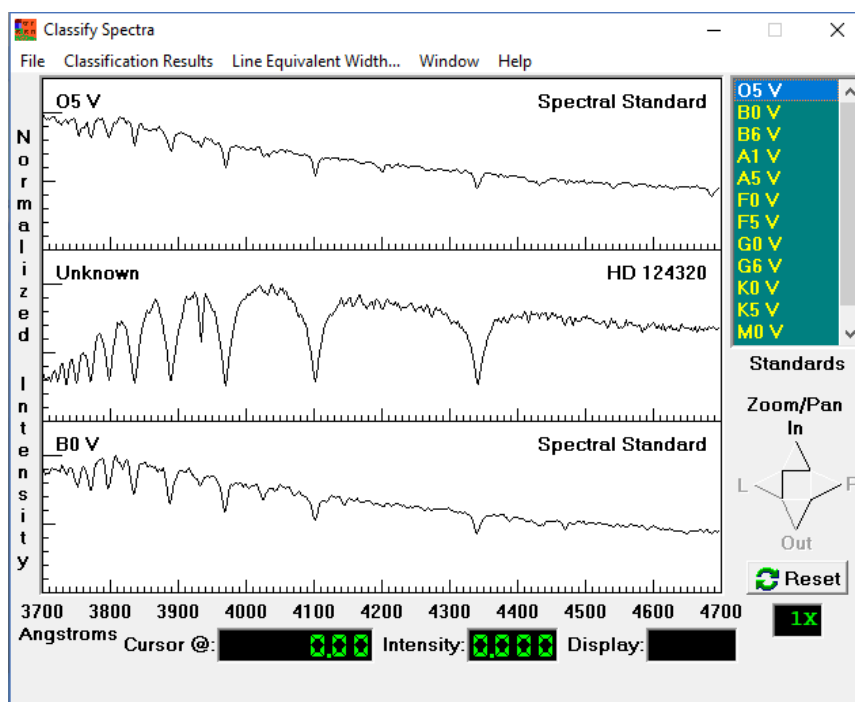 Classify Spectra
File Classification Results Line Equivalent Width... Window Help
Normalized Intensity
O5 V Spectral Standard
Unknown HD 124320
B0 V Spectral Standard
3700 3800 3900 4000 4100 4200 4300 4400 4500 4600 4700
Angstroms Cursor @: 0.00 Intensity: 0.000 Display:
O5 V
B0 V
B6 V
A1 V
A5 V
F0 V
F5 V
G0 V
G6 V
K0 V
K5 V
M0 V
Standards
Zoom/Pan
In
L R
Out
Reset
1X